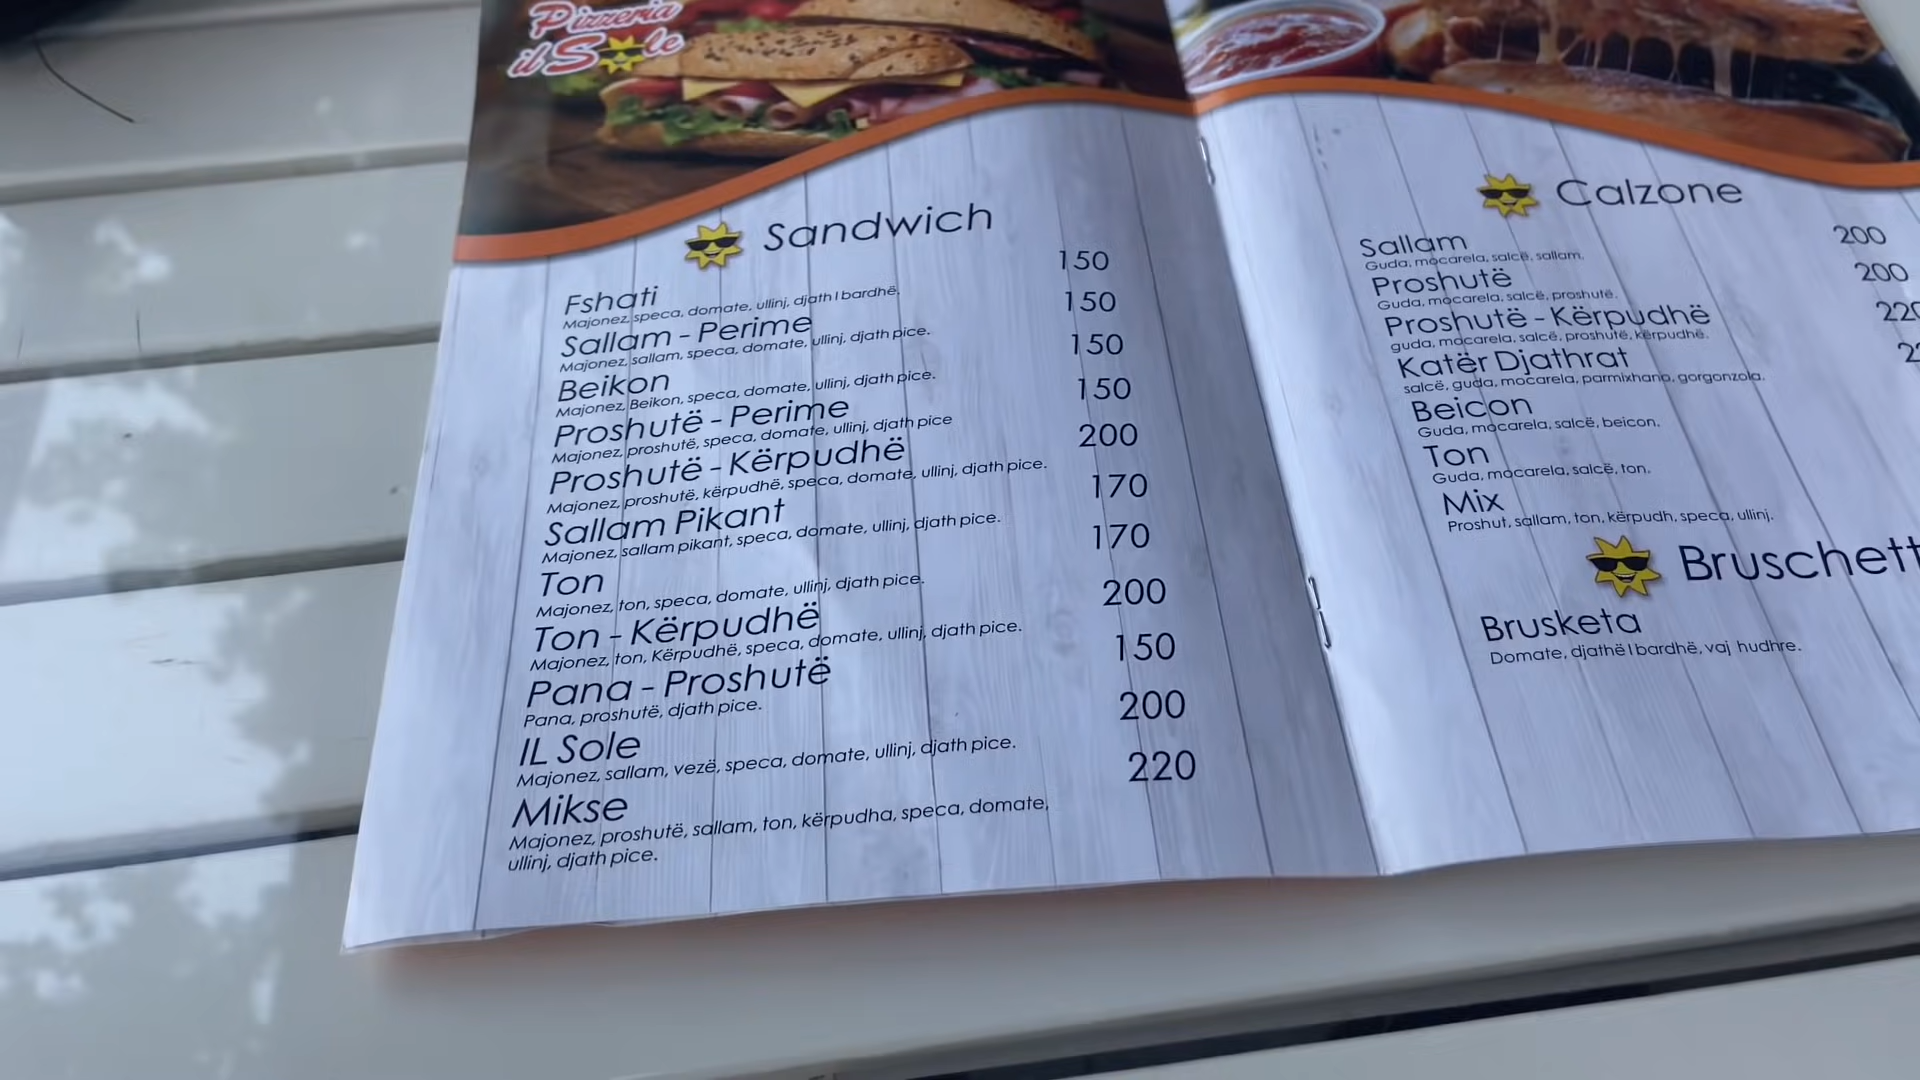 Pizzeria
il Sole
Sandwich
Fshati 150
Majonez, speca, domate, ullinj, djath I bardhë.
Sallam - Perime 150
Majonez, sallam, speca, domate, ullinj, djath pice.
Beikon 150
Majonez, Beikon, speca, domate, ullinj, djath pice.
Proshutë - Perime 150
Majonez, proshutë, speca, domate, ullinj, djath pice
Proshutë - Kërpudhë 200
Majonez, proshutë, kërpudhë, speca, domate, ullinj, djath pice.
Sallam Pikant 170
Majonez, sallam pikant, speca, domate, ullinj, djath pice.
Ton 170
Majonez, ton, speca, domate, ullinj, djath pice.
Ton - Kërpudhë 200
Majonez, ton, Kërpudhë, speca, domate, ullinj, djath pice.
Pana - Proshutë 150
Pana, proshutë, djath pice.
IL Sole 200
Majonez, sallam, vezë, speca, domate, ullinj, djath pice.
Mikse 220
Majonez, proshutë, sallam, ton, kërpudha, speca, domate,
ullinj, djath pice.
Calzone
Sallam 200
Guda, mocarela, salcë, sallam.
Proshutë 200
Guda, mocarela, salcë, proshutë.
Proshutë - Kërpudhë 220
guda, mocarela, salcë, proshutë, kërpudhë.
Katër Djathrat
salcë, guda, mocarela, parmixhano, gorgonzola.
Beicon
Guda, mocarela, salcë, beicon.
Ton
Guda, mocarela, salcë, ton.
Mix
Proshut, sallam, ton, kërpudh, speca, ullinj.
Bruschett
Brusketa
Domate, djathë I bardhë, vaj hudhre.